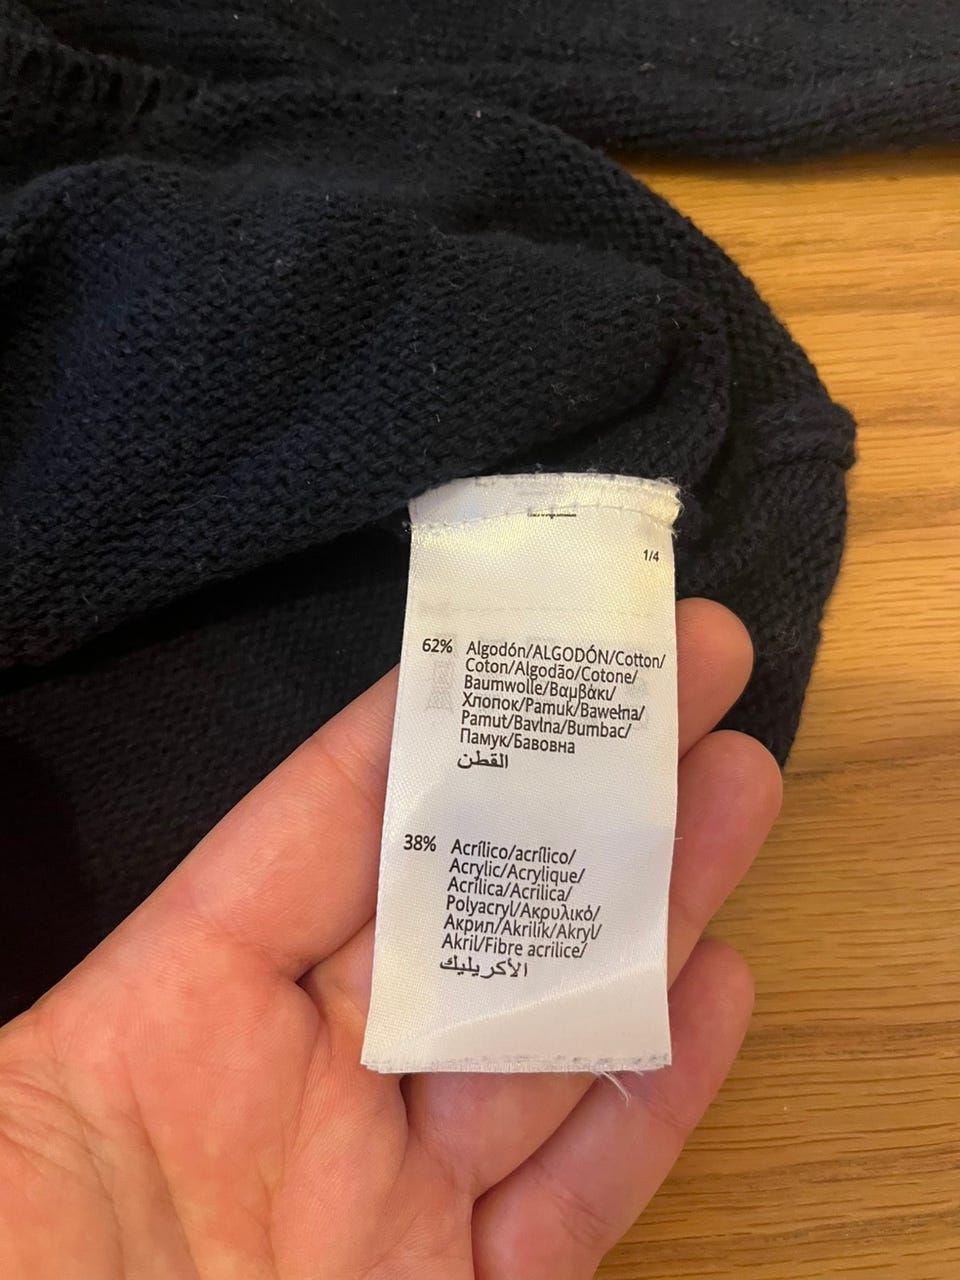 1/4
62% Algodón/ALGODÓN/Cotton/
Coton/Algodão/Cotone/
Baumwolle/Βαμβάκι/
Хлопок/Pamuk/Bawełna/
Pamut/Bavlna/Bumbac/
Памук/Бавовна
القطن
38% Acrílico/acrílico/
Acrylic/Acrylique/
Acrílica/Acrilica/
Polyacryl/Ακρυλικό/
Акрил/Akrilik/Akryl/
Akril/Fibre acrilice/
الأكريليك